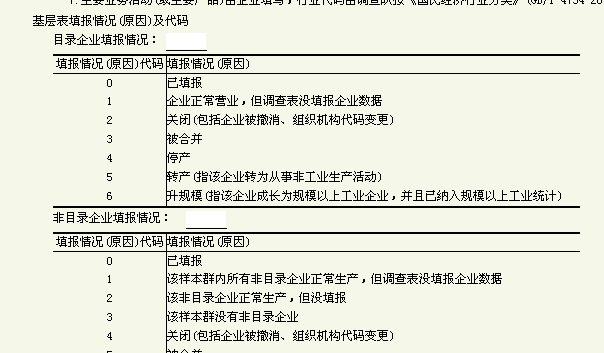 1.主要业务活动(或主要产品)由企业填写,行业代码由调查队按《国民经济行业分类》(GB/T 4754-20
基层表填报情况(原因)及代码
目录企业填报情况:
填报情况(原因)代码 填报情况(原因)
0 已填报
1 企业正常营业,但调查表没填报企业数据
2 关闭(包括企业被撤消、组织机构代码变更)
3 被合并
4 停产
5 转产(指该企业转为从事非工业生产活动)
6 升规模(指该企业成长为规模以上工业企业,并且已纳入规模以上工业统计)
非目录企业填报情况:
填报情况(原因)代码 填报情况(原因)
0 已填报
1 该样本群内所有非目录企业正常生产,但调查表没填报企业数据
2 该非目录企业正常生产,但没填报
3 该样本群没有非目录企业
4 关闭(包括企业被撤消、组织机构代码变更)
被合并